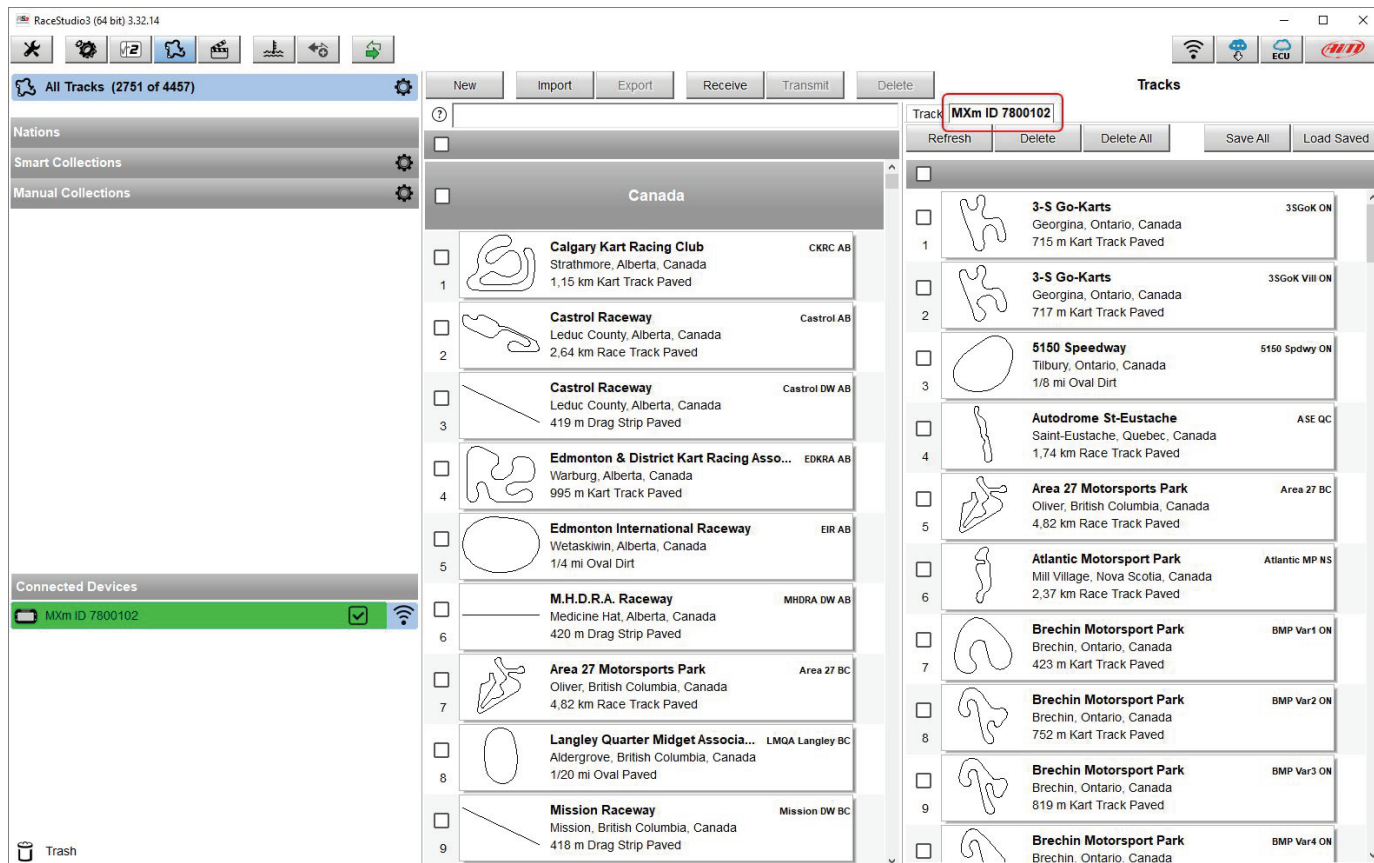 RaceStudio3 (64 bit) 3.32.14
ECU
AiM
All Tracks (2751 of 4457)
Nations
Smart Collections
Manual Collections
Connected Devices
MXm ID 7800102
Trash
New Import Export Receive Transmit Delete
?
Canada
Calgary Kart Racing Club CKRC AB
Strathmore, Alberta, Canada
1 1,15 km Kart Track Paved
Castrol Raceway Castrol AB
Leduc County, Alberta, Canada
2 2,64 km Race Track Paved
Castrol Raceway Castrol DW AB
Leduc County, Alberta, Canada
3 419 m Drag Strip Paved
Edmonton & District Kart Racing Asso... EDKRA AB
Warburg, Alberta, Canada
4 995 m Kart Track Paved
Edmonton International Raceway EIR AB
Wetaskiwin, Alberta, Canada
5 1/4 mi Oval Dirt
M.H.D.R.A. Raceway MHDRA DW AB
Medicine Hat, Alberta, Canada
6 420 m Drag Strip Paved
Area 27 Motorsports Park Area 27 BC
Oliver, British Columbia, Canada
7 4,82 km Race Track Paved
Langley Quarter Midget Associa... LMQA Langley BC
Aldergrove, British Columbia, Canada
8 1/20 mi Oval Paved
Mission Raceway Mission DW BC
Mission, British Columbia, Canada
9 418 m Drag Strip Paved
Tracks
Track MXm ID 7800102
Refresh Delete Delete All Save All Load Saved
3-S Go-Karts 3SGoK ON
Georgina, Ontario, Canada
1 715 m Kart Track Paved
3-S Go-Karts 3SGoK Vill ON
Georgina, Ontario, Canada
2 717 m Kart Track Paved
5150 Speedway 5150 Spdwy ON
Tilbury, Ontario, Canada
3 1/8 mi Oval Dirt
Autodrome St-Eustache ASE QC
Saint-Eustache, Quebec, Canada
4 1,74 km Race Track Paved
Area 27 Motorsports Park Area 27 BC
Oliver, British Columbia, Canada
5 4,82 km Race Track Paved
Atlantic Motorsport Park Atlantic MP NS
Mill Village, Nova Scotia, Canada
6 2,37 km Race Track Paved
Brechin Motorsport Park BMP Var1 ON
Brechin, Ontario, Canada
7 423 m Kart Track Paved
Brechin Motorsport Park BMP Var2 ON
Brechin, Ontario, Canada
8 752 m Kart Track Paved
Brechin Motorsport Park BMP Var3 ON
Brechin, Ontario, Canada
9 819 m Kart Track Paved
Brechin Motorsport Park BMP Var4 ON
Brechin, Ontario, Canada